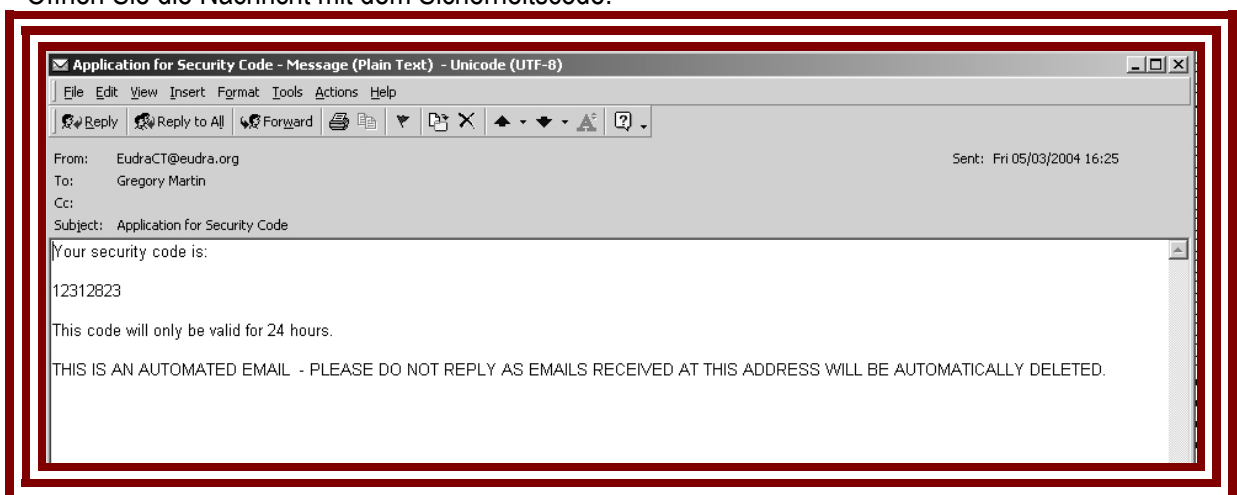 Öffnen Sie die Nachricht mit dem Sicherheitscode:
Application for Security Code - Message (Plain Text) - Unicode (UTF-8)
File Edit View Insert Format Tools Actions Help
Reply Reply to All Forward
From: EudraCT@eudra.org Sent: Fri 05/03/2004 16:25
To: Gregory Martin
Cc:
Subject: Application for Security Code
Your security code is:
12312823
This code will only be valid for 24 hours.
THIS IS AN AUTOMATED EMAIL - PLEASE DO NOT REPLY AS EMAILS RECEIVED AT THIS ADDRESS WILL BE AUTOMATICALLY DELETED.